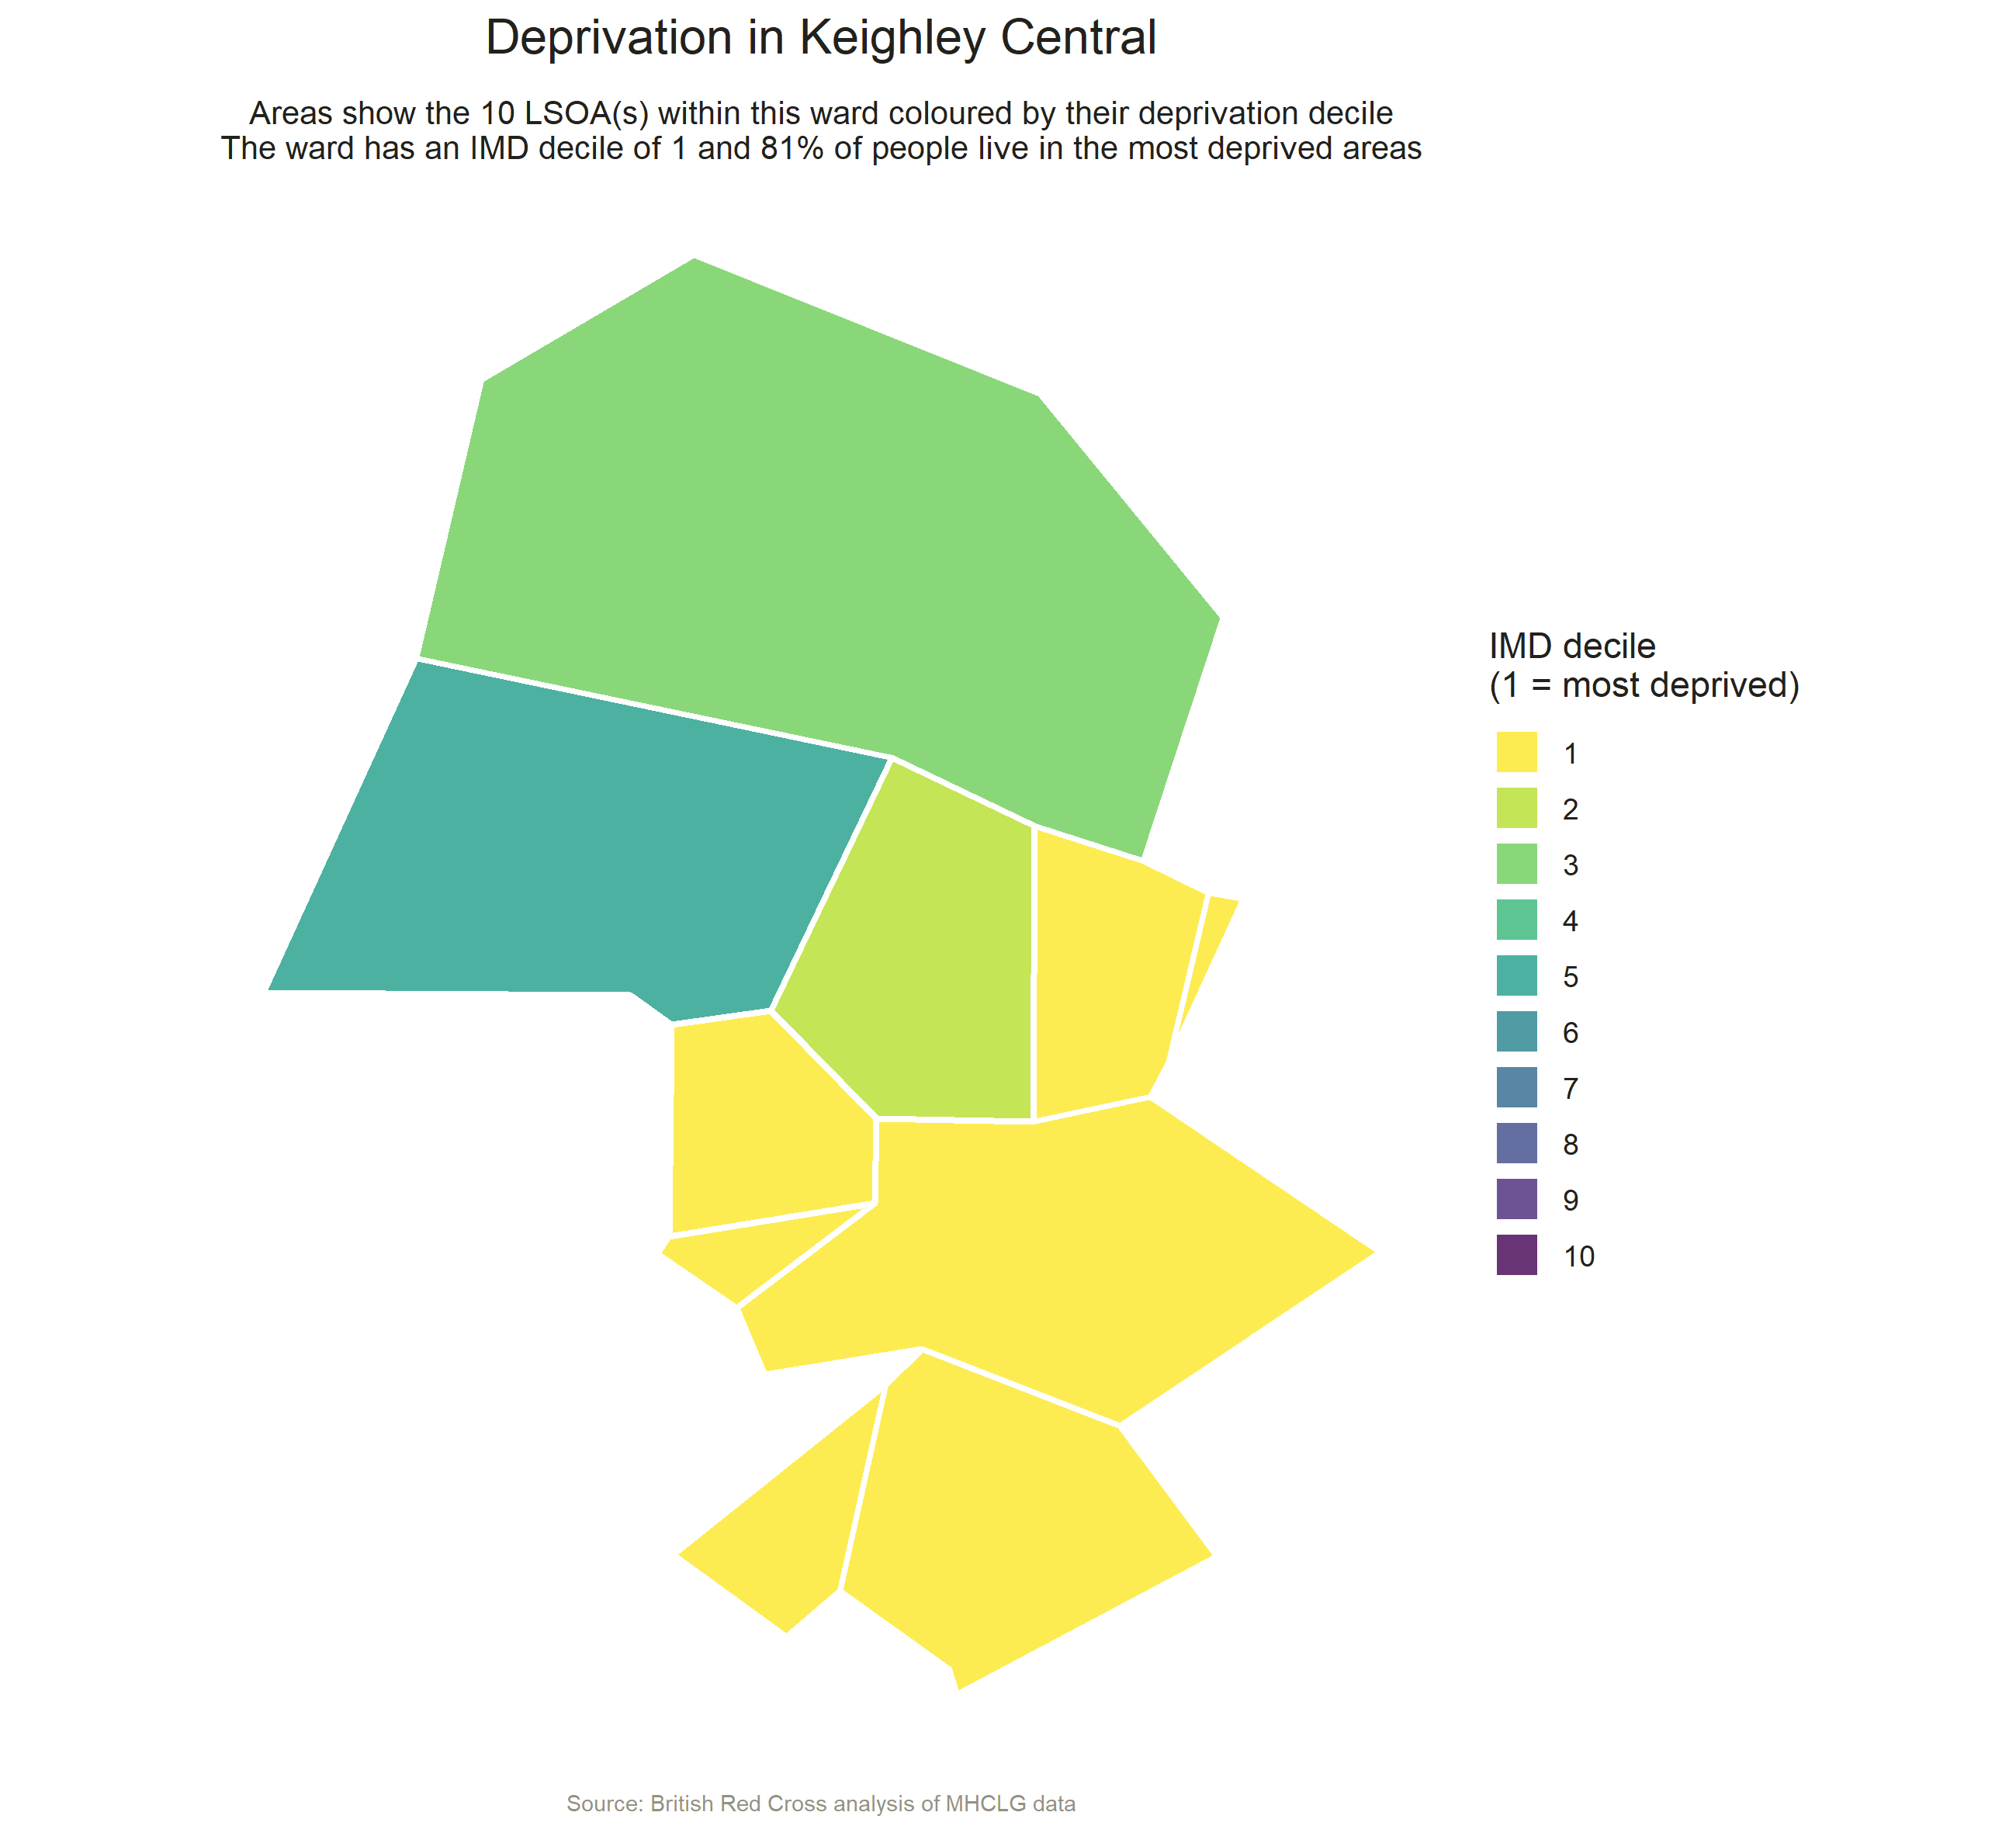 Deprivation in Keighley Central
Areas show the 10 LSOA(s) within this ward coloured by their deprivation decile
The ward has an IMD decile of 1 and 81% of people live in the most deprived areas
IMD decile
(1 = most deprived)
1
2
3
4
5
6
7
8
9
10
Source: British Red Cross analysis of MHCLG data